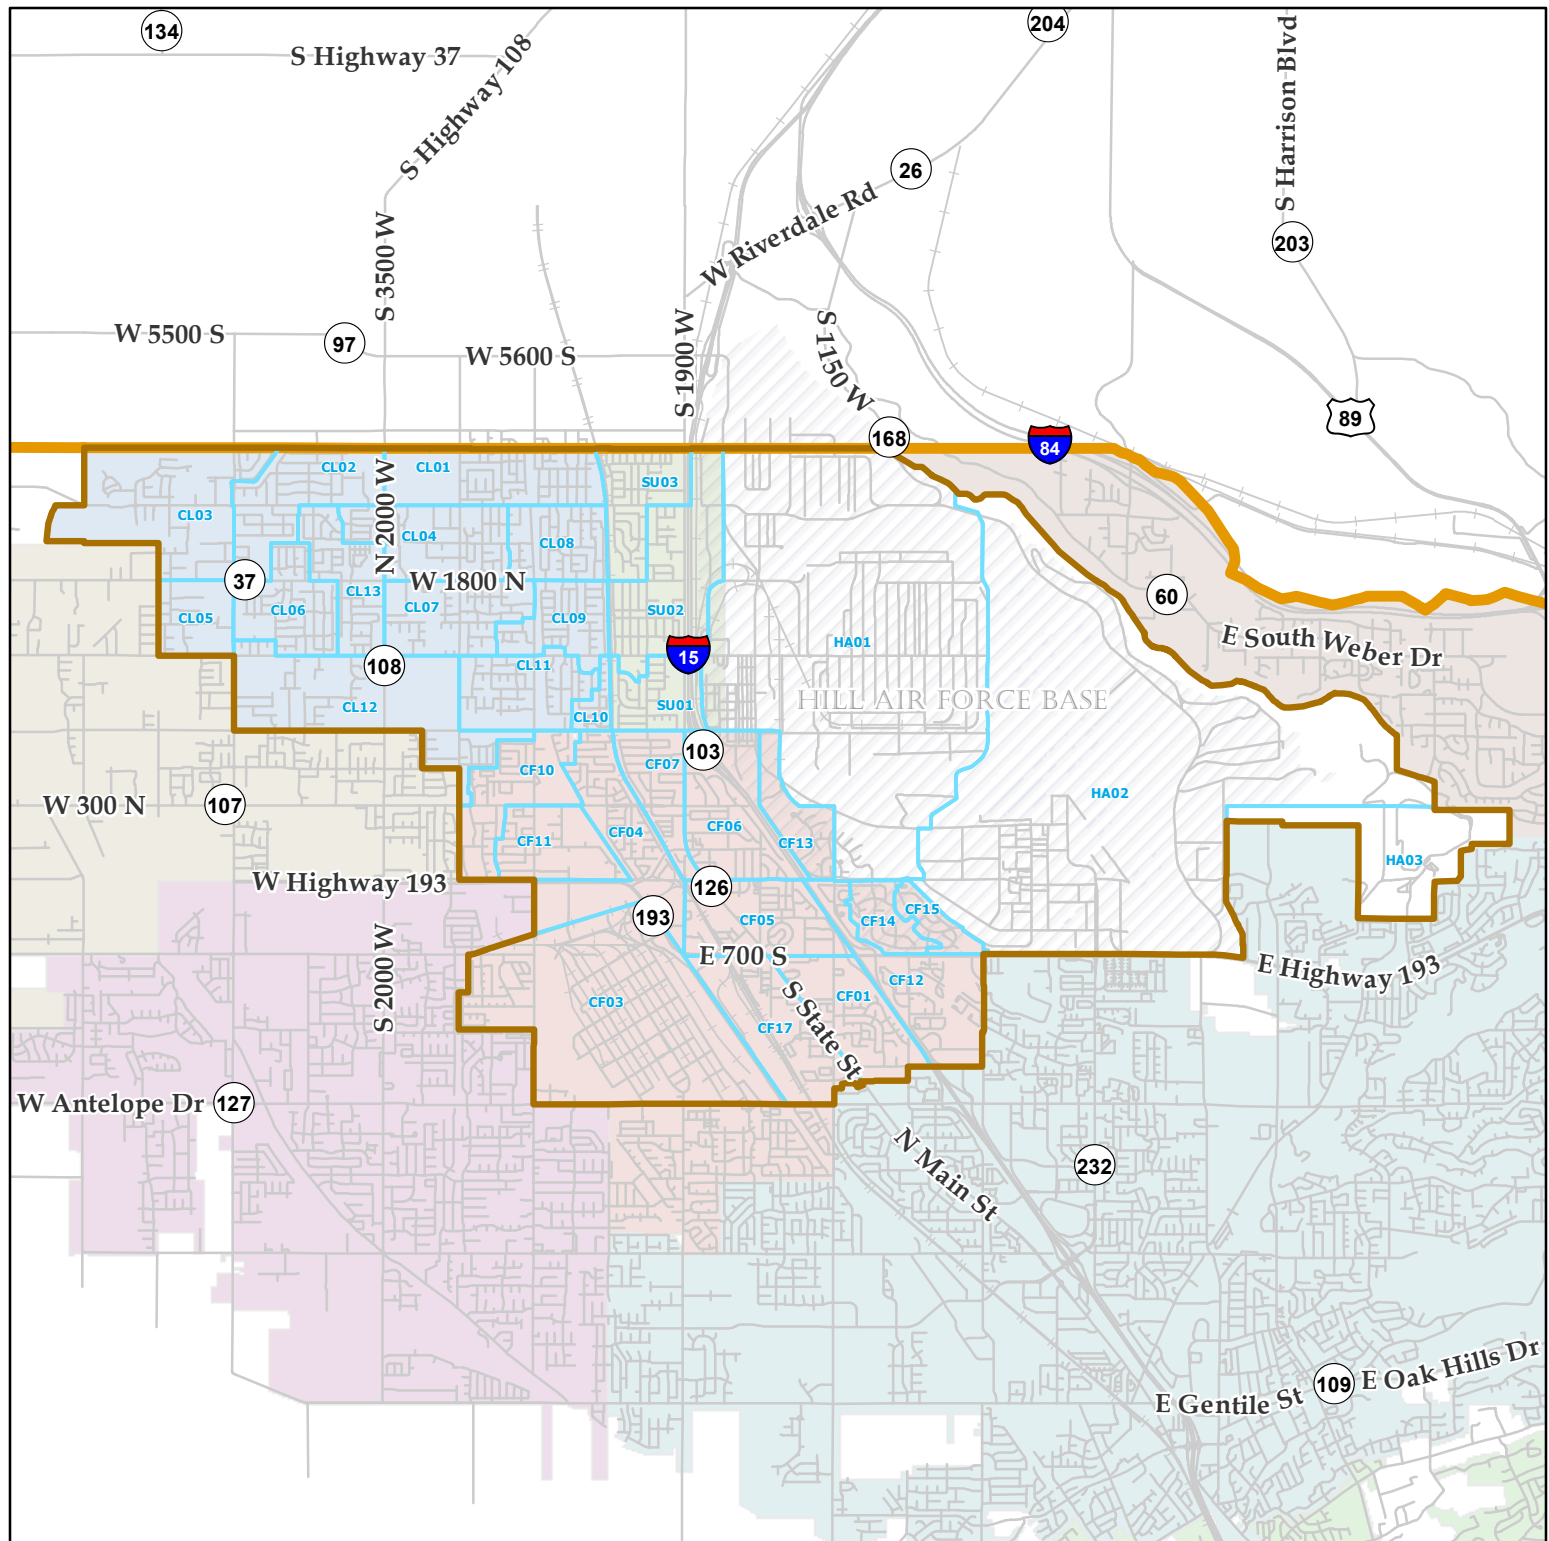 134
204
S Highway 37
S Highway 108
S Harrison Blvd
26
W Riverdale Rd
203
S 3500 W
W 5500 S
97
W 5600 S
S 1900 W
S 1150 W
89
168
84
CL02
CL01
N 2000 W
SU03
CL03
CL04
CL08
37
W 1800 N
CL13
CL06
CL07
CL05
CL09
SU02
60
E South Weber Dr
HA01
15
108
CL11
CL12
CL10
SU01
HILL AIR FORCE BASE
103
CF07
CF10
W 300 N
107
HA02
CF04
CF06
CF11
CF13
HA03
W Highway 193
126
193
CF05
CF14
CF15
S 2000 W
E 700 S
E Highway 193
CF03
CF01
CF12
CF17
S State St
W Antelope Dr
127
N Main St
232
E Gentile St
109
E Oak Hills Dr